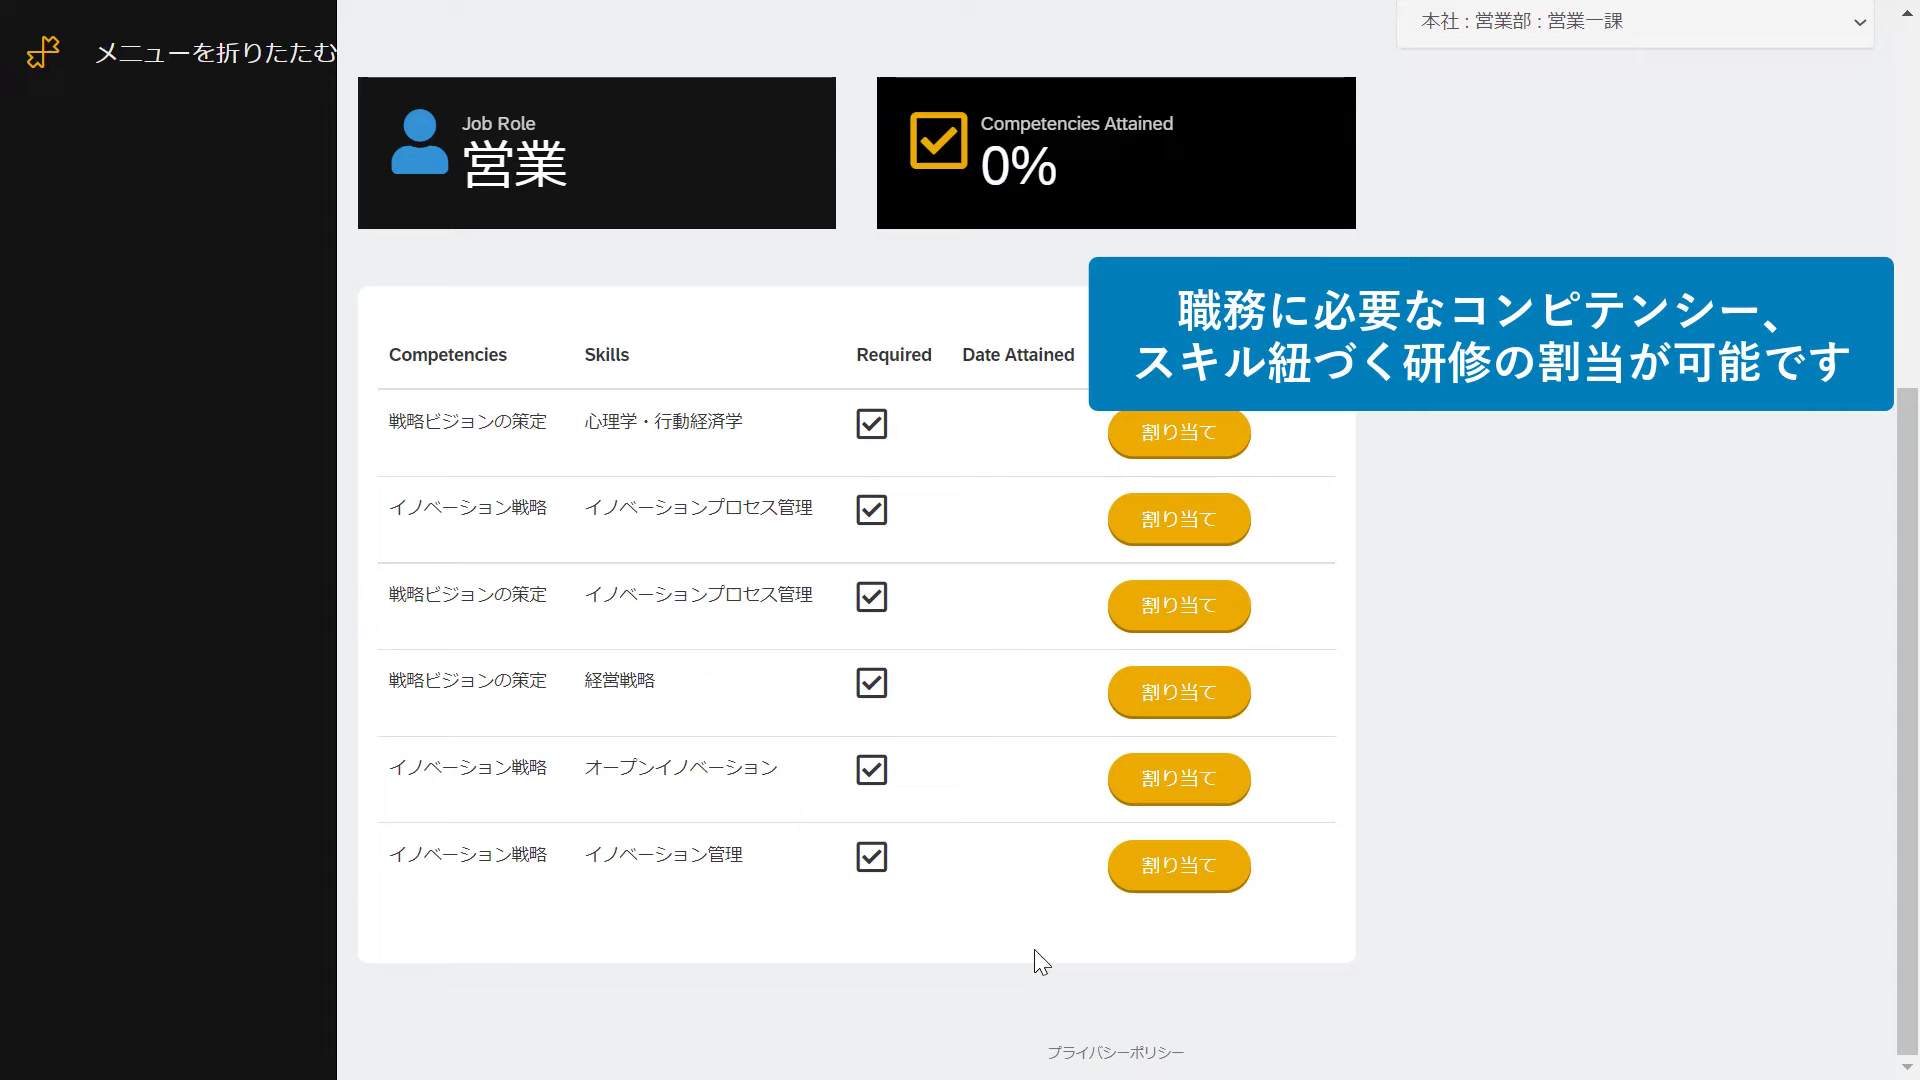 メニューを折りたたむ
本社 : 営業部 : 営業一課
Job Role
営業
Competencies Attained
0%
職務に必要なコンピテンシー、
スキル紐づく研修の割当が可能です
Competencies Skills Required Date Attained
戦略ビジョンの策定 心理学・行動経済学 割り当て
イノベーション戦略 イノベーションプロセス管理 割り当て
戦略ビジョンの策定 イノベーションプロセス管理 割り当て
戦略ビジョンの策定 経営戦略 割り当て
イノベーション戦略 オープンイノベーション 割り当て
イノベーション戦略 イノベーション管理 割り当て
プライバシーポリシー